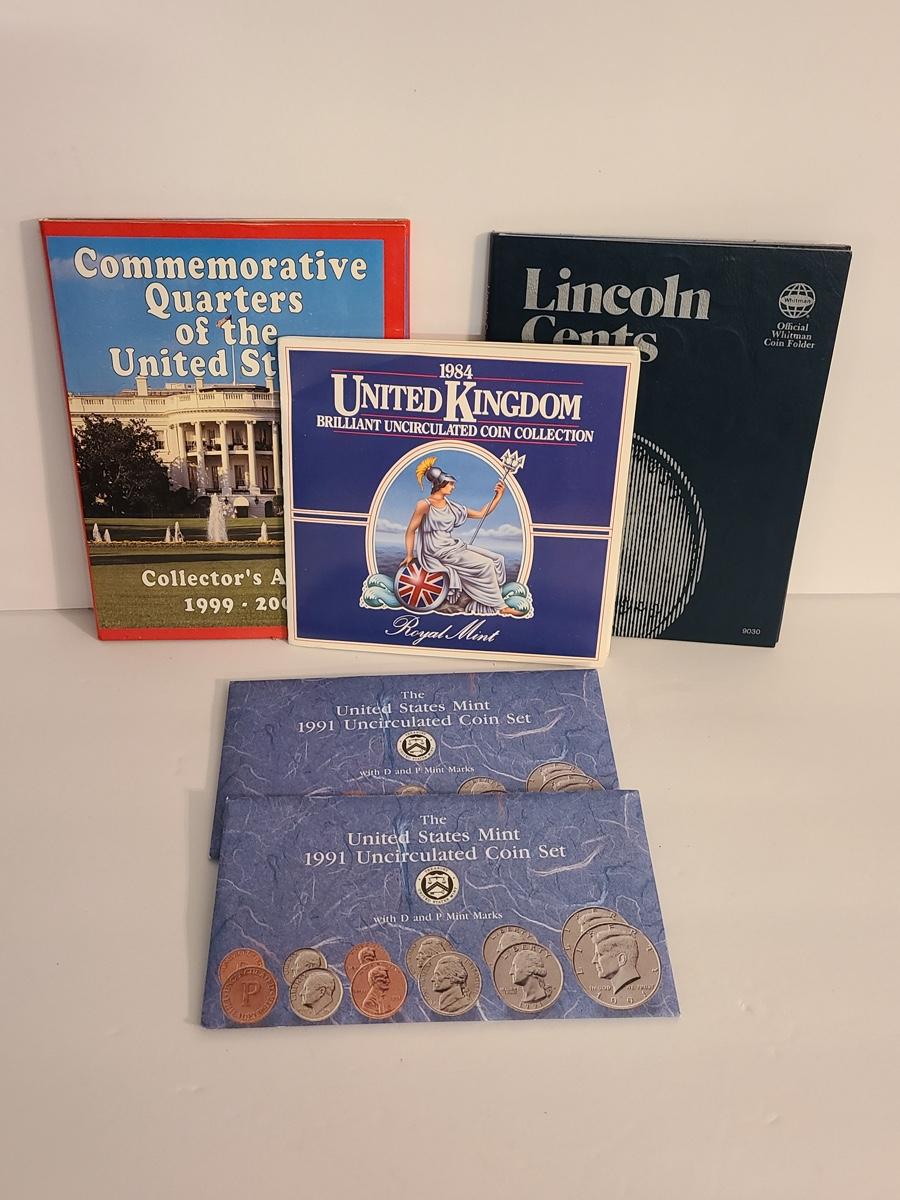 Commemorative
Quarters
of the
United St
Collector's A
1999 - 200
1984
UNITED KINGDOM
BRILLIANT UNCIRCULATED COIN COLLECTION
Royal Mint
Lincoln
Cents
Whitman
Official
Whitman
Coin Folder
9030
The
United States Mint
1991 Uncirculated Coin Set
with D and P Mint Marks
The
United States Mint
1991 Uncirculated Coin Set
with D and P Mint Marks
P
LIBERTY